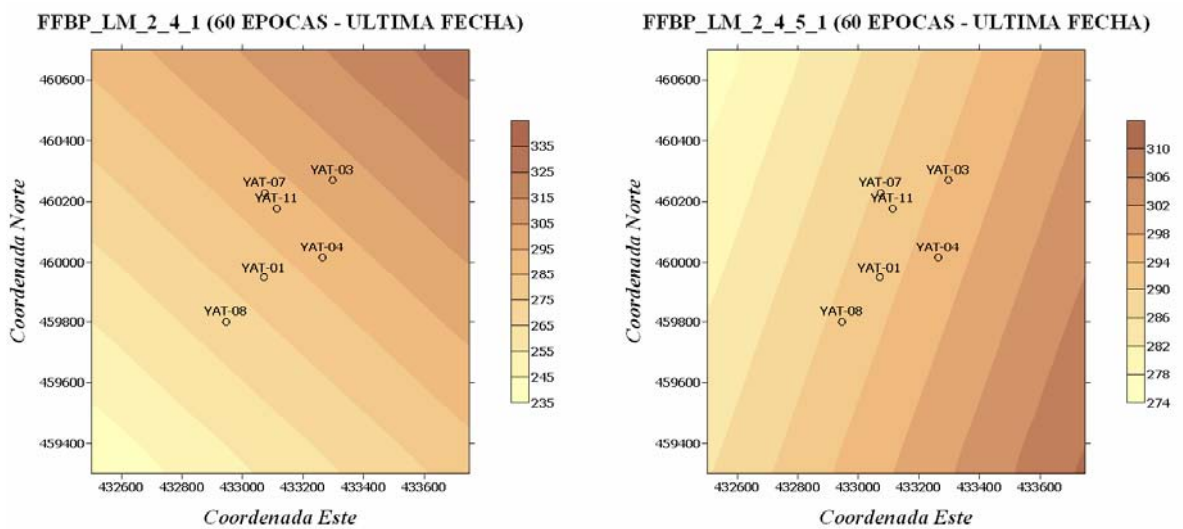 FFBP_LM_2_4_1 (60 EPOCAS - ULTIMA FECHA)
460600
460400
460200
460000
459800
459600
459400
Coordenada Norte
YAT-03
YAT-07
YAT-11
YAT-04
YAT-01
YAT-08
432600 432800 433000 433200 433400 433600
Coordenada Este
335
325
315
305
295
285
275
265
255
245
235
FFBP_LM_2_4_5_1 (60 EPOCAS - ULTIMA FECHA)
460600
460400
460200
460000
459800
459600
459400
Coordenada Norte
YAT-03
YAT-07
YAT-11
YAT-04
YAT-01
YAT-08
432600 432800 433000 433200 433400 433600
Coordenada Este
310
306
302
298
294
290
286
282
278
274